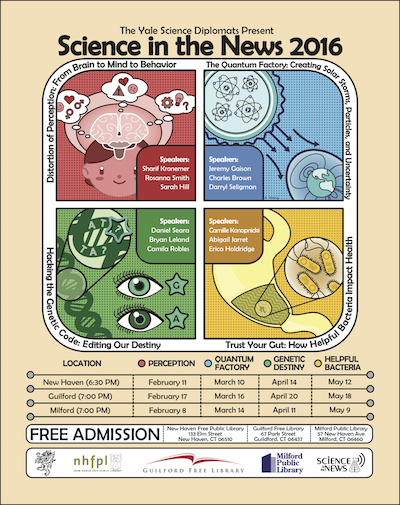 The Yale Science Diplomats Present
Science in the News 2016
Distortion of Perception: From Brain to Mind to Behavior
The Quantum Factory: Creating Solar Storms, Particles, and Uncertainty
Speakers:
Sharif Kronemer
Rosanna Smith
Sarah Hill
Speakers:
Jeremy Gaison
Charles Brown
Darryl Seligman
Hacking the Genetic Code: Editing Our Destiny
Speakers:
Daniel Seara
Bryan Leland
Camila Robles
G
A
Trust Your Gut: How Helpful Bacteria Impact Health
Speakers:
Camille Konopnicki
Abigail Jarret
Erica Holdridge
LOCATION PERCEPTION QUANTUM FACTORY GENETIC DESTINY HELPFUL BACTERIA
New Haven (6:30 PM) February 11 March 10 April 14 May 12
Guilford (7:00 PM) February 17 March 16 April 20 May 18
Milford (7:00 PM) February 8 March 14 April 11 May 9
FREE ADMISSION
New Haven Free Public Library
133 Elm Street
New Haven, CT 06510
Guilford Free Library
67 Park Street
Guildford, CT 06437
Milford Public Library
57 New Haven Ave
Milford, CT 06460
nhfpl
NEW HAVEN FREE PUBLIC LIBRARY
GUILFORD FREE LIBRARY
Milford
Public
Library
SCIENCE
IN THE NEWS